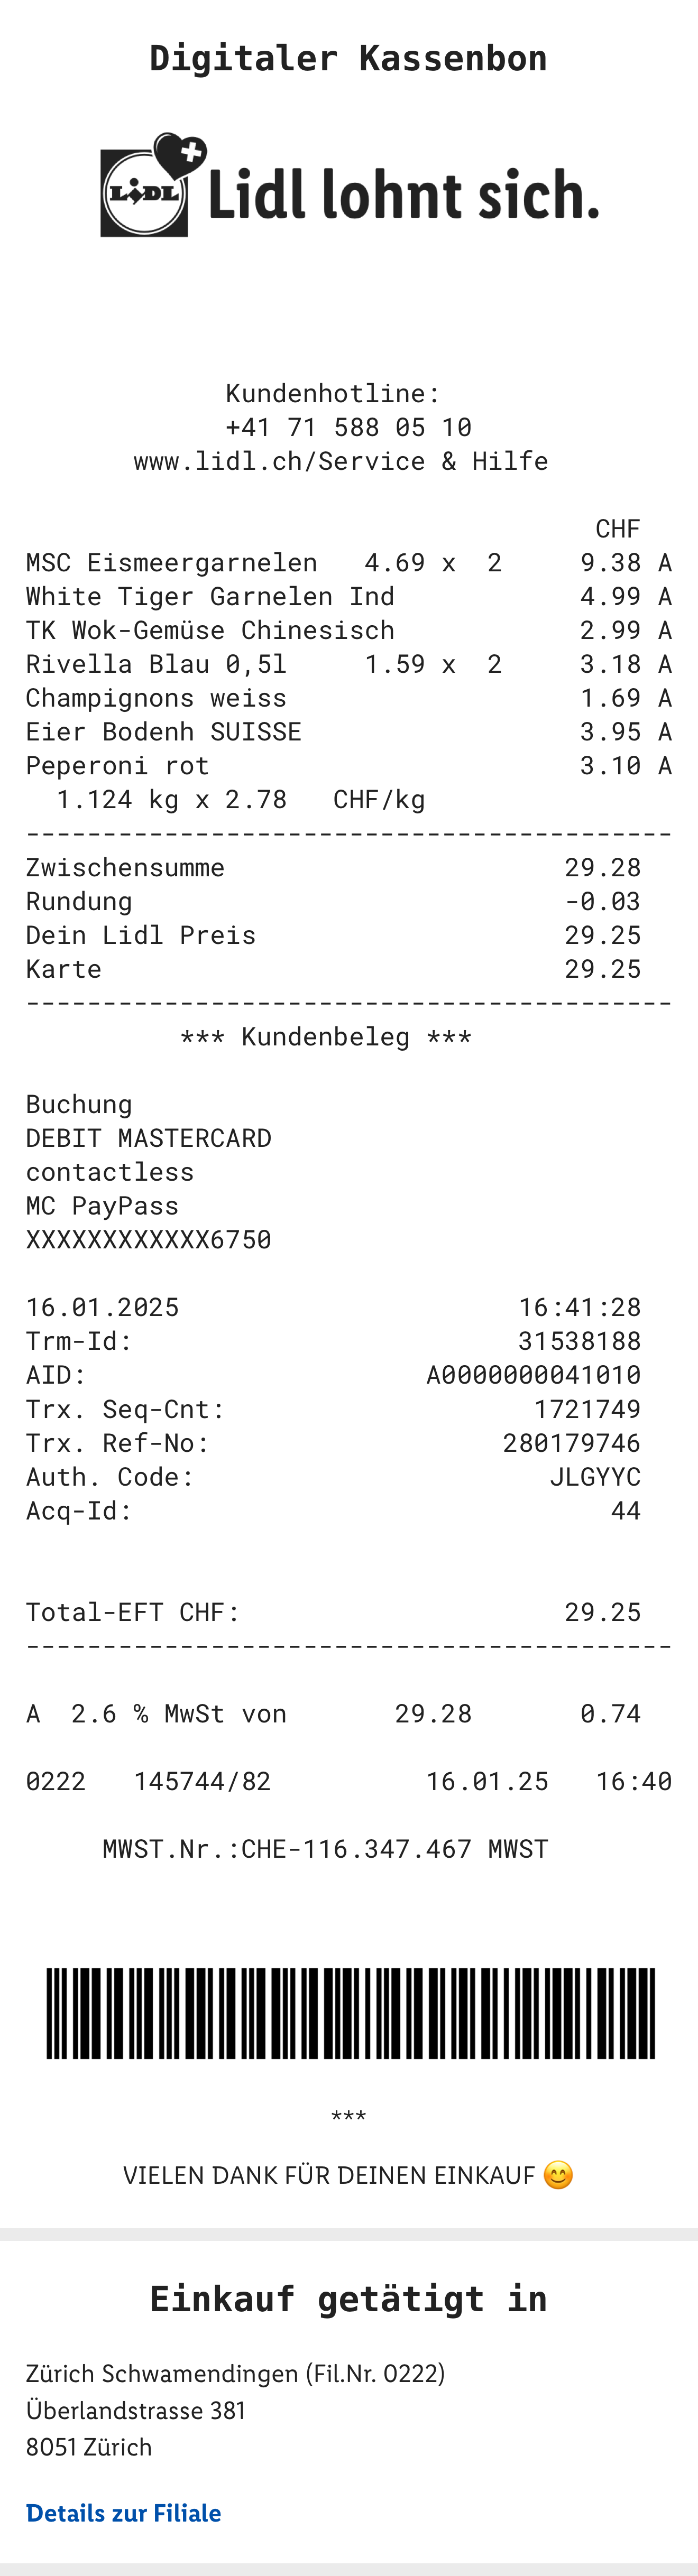 Digitaler Kassenbon
LIDL Lidl lohnt sich.
Kundenhotline:
+41 71 588 05 10
www.lidl.ch/Service & Hilfe
CHF
MSC Eismeergarnelen 4.69 x 2 9.38 A
White Tiger Garnelen Ind 4.99 A
TK Wok-Gemüse Chinesisch 2.99 A
Rivella Blau 0,5l 1.59 x 2 3.18 A
Champignons weiss 1.69 A
Eier Bodenh SUISSE 3.95 A
Peperoni rot 3.10 A
1.124 kg x 2.78 CHF/kg
------------------------------------------
Zwischensumme 29.28
Rundung -0.03
Dein Lidl Preis 29.25
Karte 29.25
------------------------------------------
*** Kundenbeleg ***
Buchung
DEBIT MASTERCARD
contactless
MC PayPass
XXXXXXXXXXXX6750
16.01.2025 16:41:28
Trm-Id: 31538188
AID: A0000000041010
Trx. Seq-Cnt: 1721749
Trx. Ref-No: 280179746
Auth. Code: JLGYYC
Acq-Id: 44
Total-EFT CHF: 29.25
------------------------------------------
A 2.6 % MwSt von 29.28 0.74
0222 145744/82 16.01.25 16:40
MWST.Nr.:CHE-116.347.467 MWST
***
VIELEN DANK FÜR DEINEN EINKAUF 😊
Einkauf getätigt in
Zürich Schwamendingen (Fil.Nr. 0222)
Überlandstrasse 381
8051 Zürich
Details zur Filiale